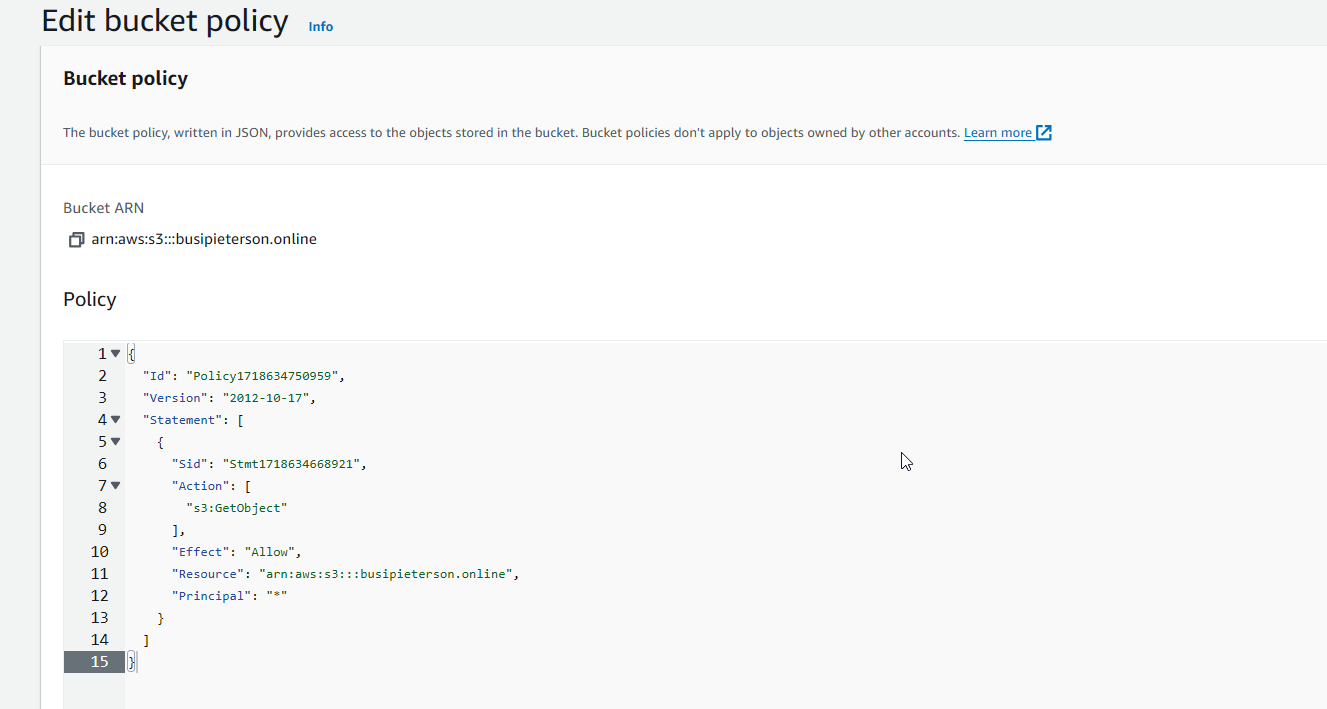 Edit bucket policy Info
Bucket policy
The bucket policy, written in JSON, provides access to the objects stored in the bucket. Bucket policies don't apply to objects owned by other accounts. Learn more
Bucket ARN
arn:aws:s3:::busipieterson.online
Policy
1 {
2 "Id": "Policy1718634750959",
3 "Version": "2012-10-17",
4 "Statement": [
5 {
6 "Sid": "Stmt1718634668921",
7 "Action": [
8 "s3:GetObject"
9 ],
10 "Effect": "Allow",
11 "Resource": "arn:aws:s3:::busipieterson.online",
12 "Principal": "*"
13 }
14 ]
15 }